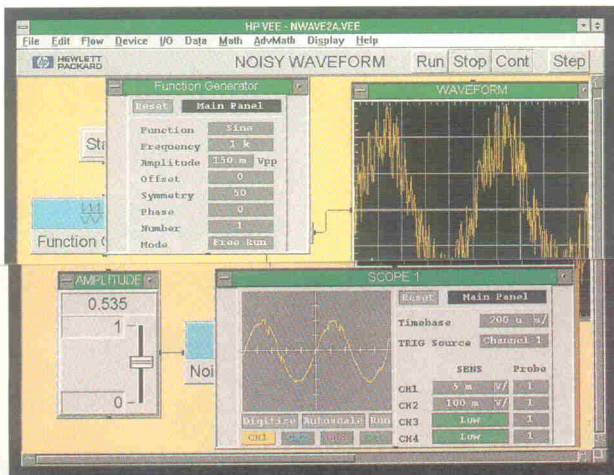 HP VEE - NWAVE2A.VEE
File Edit Flow Device I/O Data Math AdvMath Display Help
HEWLETT PACKARD NOISY WAVEFORM Run Stop Cont Step
Function Generator
Reset Main Panel
Function Sine
Frequency 1 k
Amplitude 150 m Vpp
Offset 0
Symmetry 50
Phase 0
Number 1
Mode Free Run
Sta
Function G
WAVEFORM
AMPLITUDE
0.535
1
0
Noi
SCOPE 1
Reset Main Panel
Timebase 200 u s/
TRIG Source Channel 1
SENS Probe
CH1 5 m V/ 1
CH2 100 m V/ 1
CH3 Low 1
CH4 Low 1
Digitize Autoscale Run
CH1 CH2 CH3